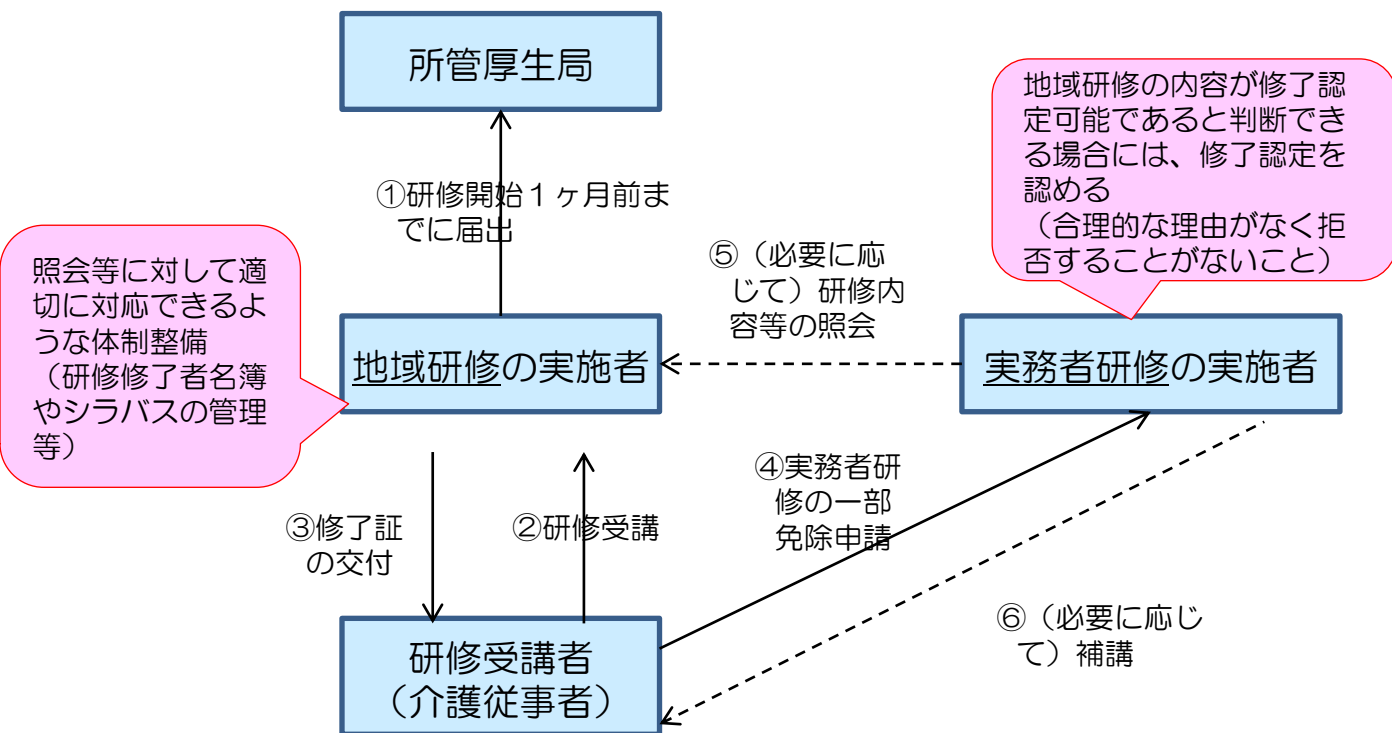 所管厚生局
地域研修の内容が修了認
定可能であると判断でき
る場合には、修了認定を
認める
（合理的な理由がなく拒
否することがないこと）
①研修開始１ヶ月前ま
でに届出
照会等に対して適
切に対応できるよ
うな体制整備
（研修修了者名簿
やシラバスの管理
等）
⑤（必要に応
じて）研修内
容等の照会
地域研修の実施者
実務者研修の実施者
③修了証
の交付
②研修受講
④実務者研
修の一部
免除申請
⑥（必要に応じ
て）補講
研修受講者
（介護従事者）